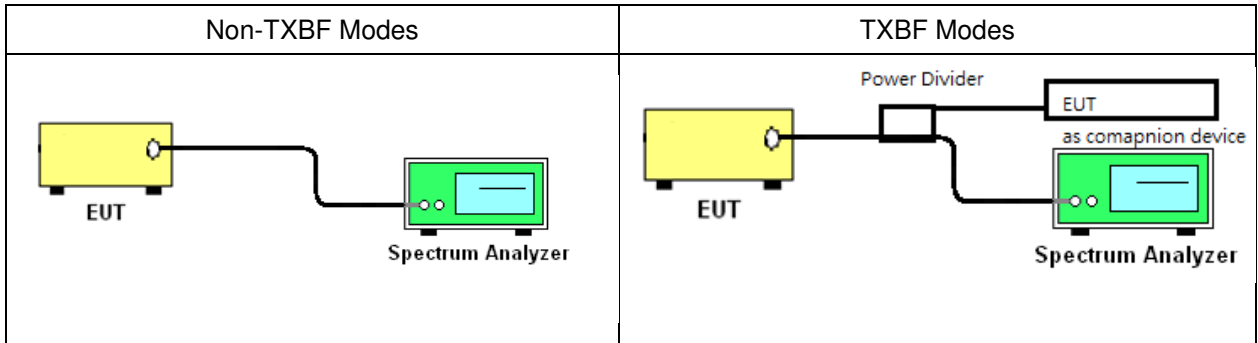 Non-TXBF Modes
TXBF Modes
EUT
Spectrum Analyzer
Power Divider
EUT
as comapnion device
EUT
Spectrum Analyzer